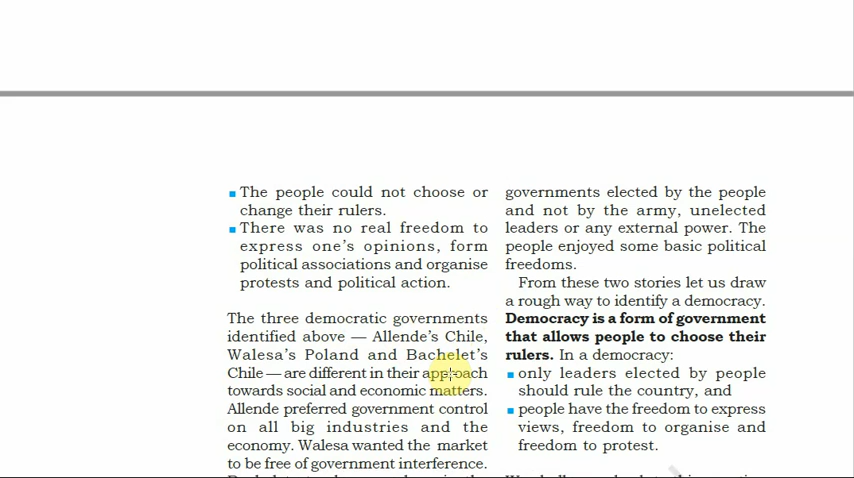 The people could not choose or
change their rulers.
There was no real freedom to
express one's opinions, form
political associations and organise
protests and political action.
The three democratic governments
identified above — Allende's Chile,
Walesa's Poland and Bachelet's
Chile — are different in their approach
towards social and economic matters.
Allende preferred government control
on all big industries and the
economy. Walesa wanted the market
to be free of government interference.
governments elected by the people
and not by the army, unelected
leaders or any external power. The
people enjoyed some basic political
freedoms.
From these two stories let us draw
a rough way to identify a democracy.
Democracy is a form of government
that allows people to choose their
rulers. In a democracy:
only leaders elected by people
should rule the country, and
people have the freedom to express
views, freedom to organise and
freedom to protest.